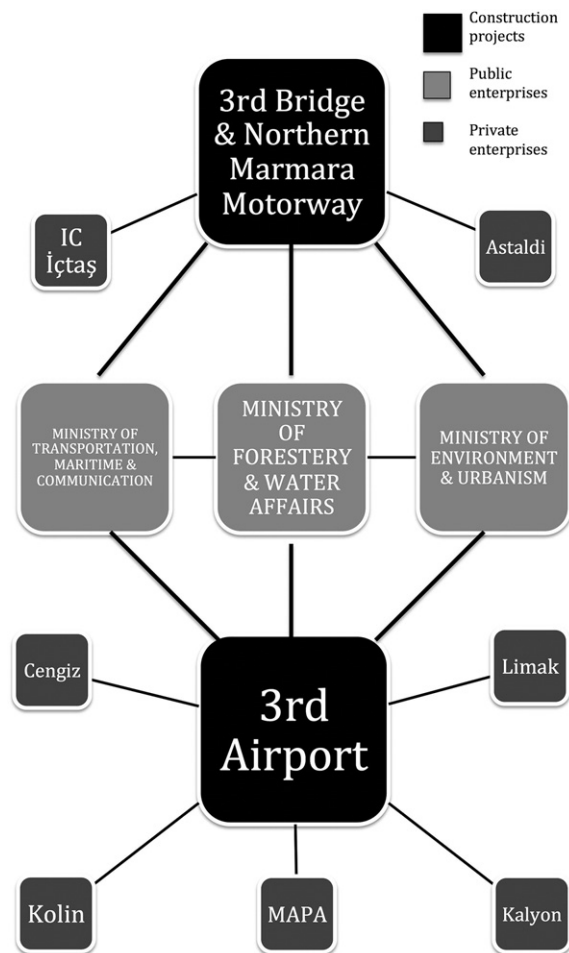 Construction
projects
Public
enterprises
Private
enterprises
3rd Bridge
& Northern
Marmara
Motorway
IC
İçtaş
Astaldi
MINISTRY OF
TRANSPORTATION,
MARITIME &
COMMUNICATION
MINISTRY
OF
FORESTERY
& WATER
AFFAIRS
MINISTRY OF
ENVIRONMENT
& URBANISM
Cengiz
Limak
3rd
Airport
Kolin
MAPA
Kalyon